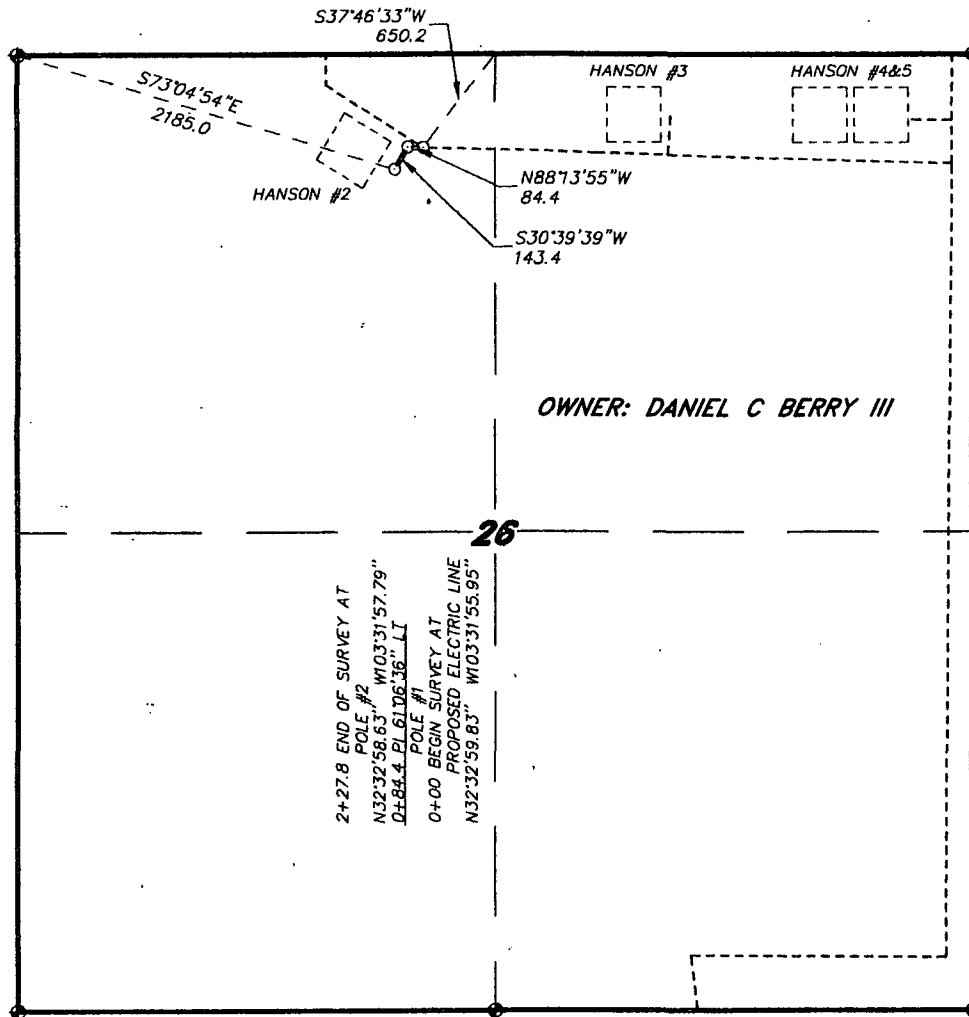 S37°46'33"W
650.2
HANSON #3
HANSON #4&5
S73°04'54"E
2185.0
HANSON #2
N88°13'55"W
84.4
S30°39'39"W
143.4
OWNER: DANIEL C BERRY III
26
2+27.8 END OF SURVEY AT
POLE #2
N32°32'58.63" W103°31'57.79"
0+84.4 PI 61°06'36" LT
POLE #1
0+00 BEGIN SURVEY AT
PROPOSED ELECTRIC LINE
N32°32'59.83" W103°31'55.95"